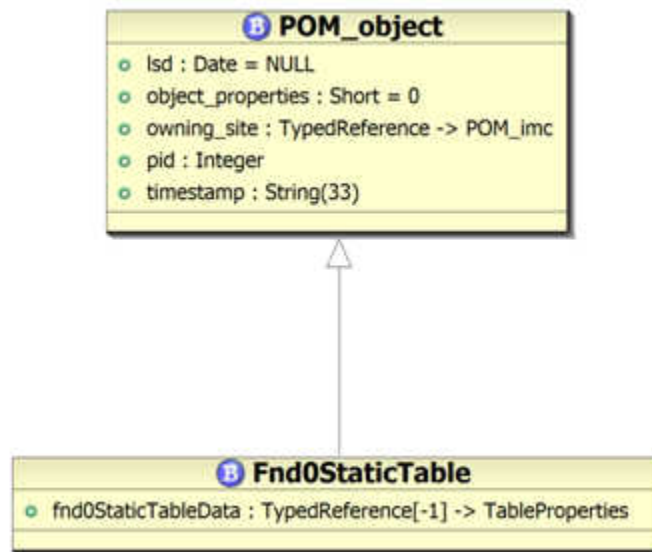 B POM_object
lsd : Date = NULL
object_properties : Short = 0
owning_site : TypedReference -> POM_imc
pid : Integer
timestamp : String(33)
B Fnd0StaticTable
fnd0StaticTableData : TypedReference[-1] -> TableProperties